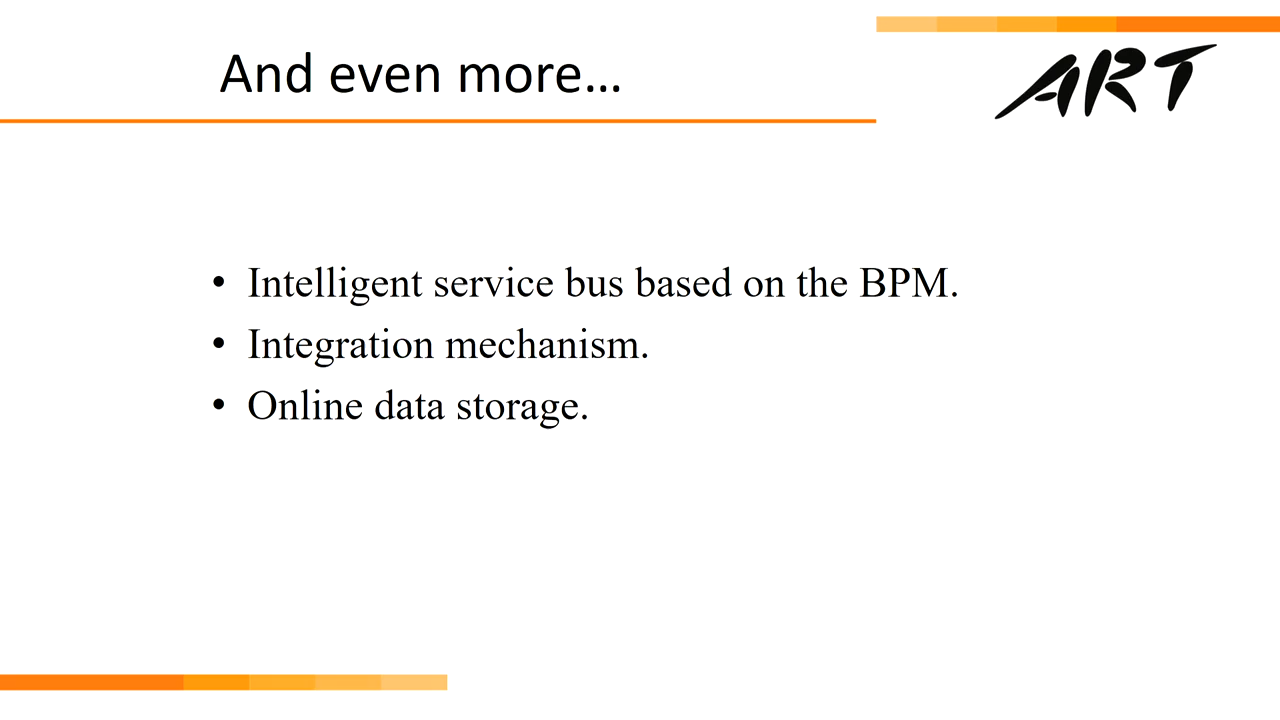 And even more…
ART
• Intelligent service bus based on the BPM.
• Integration mechanism.
• Online data storage.